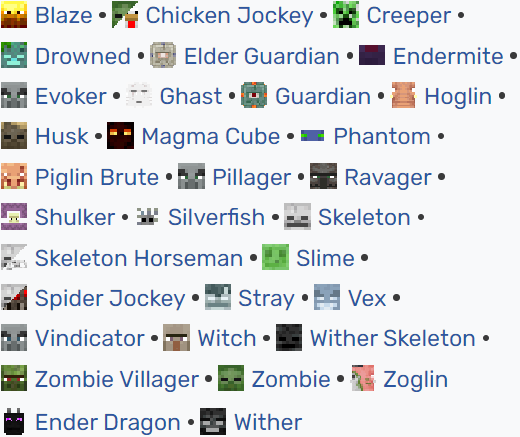 Blaze • Chicken Jockey • Creeper •
Drowned • Elder Guardian • Endermite •
Evoker • Ghast • Guardian • Hoglin •
Husk • Magma Cube • Phantom •
Piglin Brute • Pillager • Ravager •
Shulker • Silverfish • Skeleton •
Skeleton Horseman • Slime •
Spider Jockey • Stray • Vex •
Vindicator • Witch • Wither Skeleton •
Zombie Villager • Zombie • Zoglin
Ender Dragon • Wither